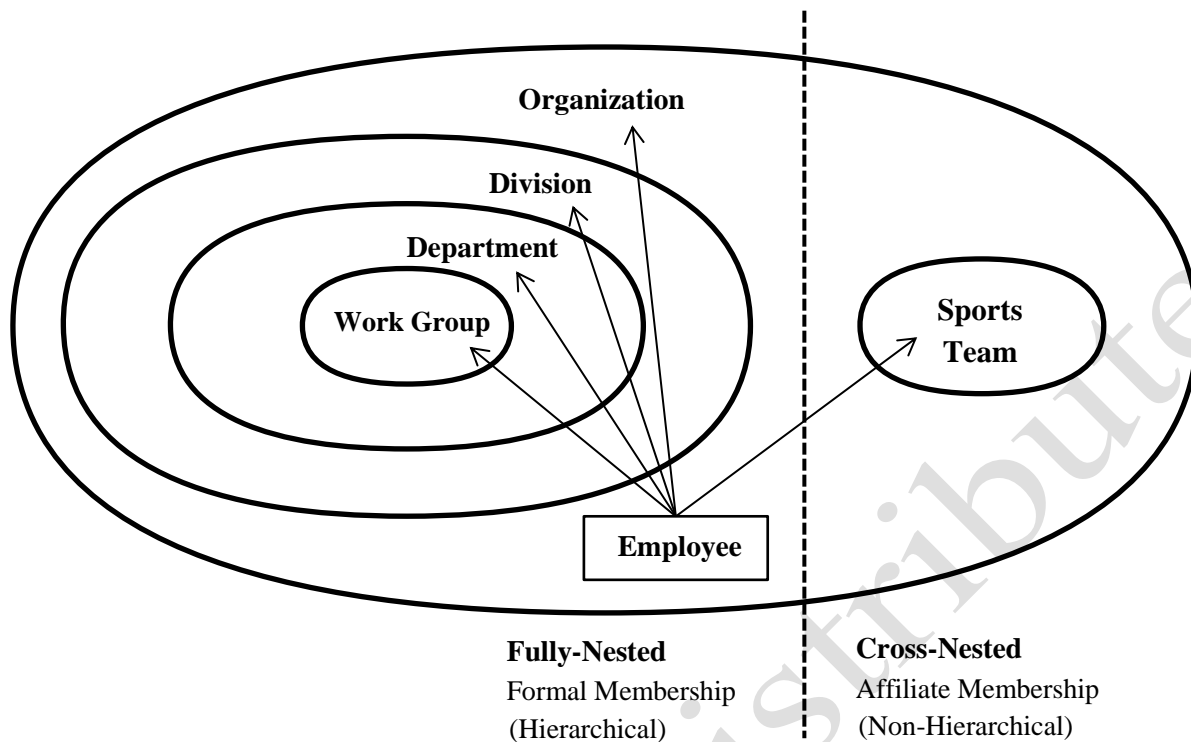 Organization
Division
Department
Work Group
Sports
Team
Employee
Fully-Nested
Formal Membership
(Hierarchical)
Cross-Nested
Affiliate Membership
(Non-Hierarchical)
istribute